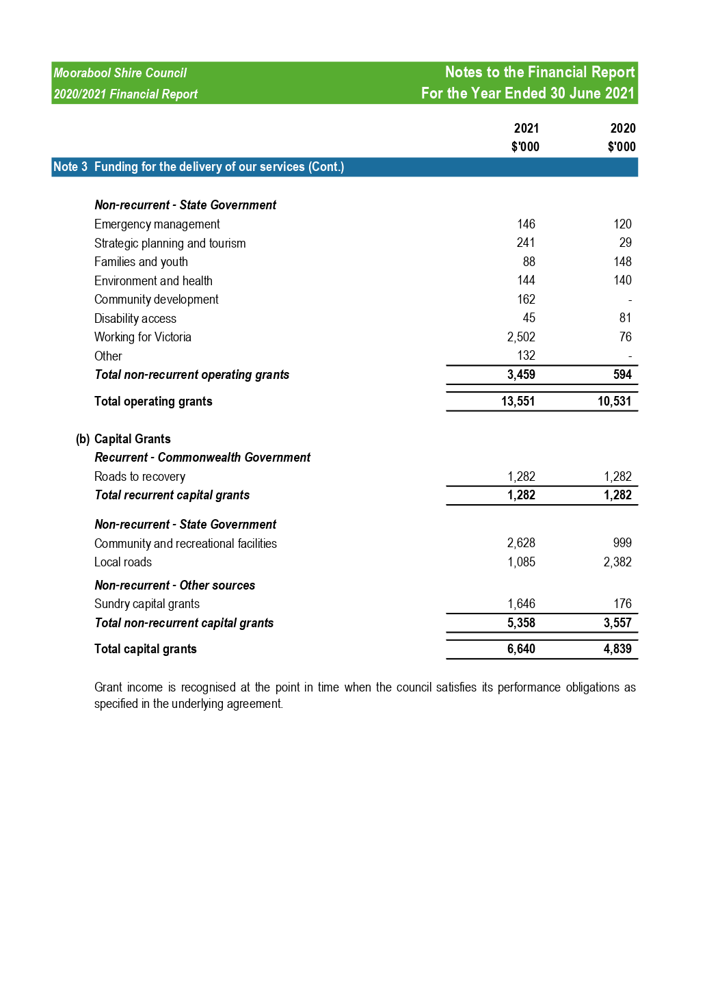 Moorabool Shire Council Notes to the Financial Report
2020/2021 Financial Report For the Year Ended 30 June 2021
2021 2020
$'000 $'000
Note 3 Funding for the delivery of our services (Cont.)
Non-recurrent - State Government
Emergency management 146 120
Strategic planning and tourism 241 29
Families and youth 88 148
Environment and health 144 140
Community development 162 -
Disability access 45 81
Working for Victoria 2,502 76
Other 132 -
Total non-recurrent operating grants 3,459 594
Total operating grants 13,551 10,531
(b) Capital Grants
Recurrent - Commonwealth Government
Roads to recovery 1,282 1,282
Total recurrent capital grants 1,282 1,282
Non-recurrent - State Government
Community and recreational facilities 2,628 999
Local roads 1,085 2,382
Non-recurrent - Other sources
Sundry capital grants 1,646 176
Total non-recurrent capital grants 5,358 3,557
Total capital grants 6,640 4,839
Grant income is recognised at the point in time when the council satisfies its performance obligations as
specified in the underlying agreement.